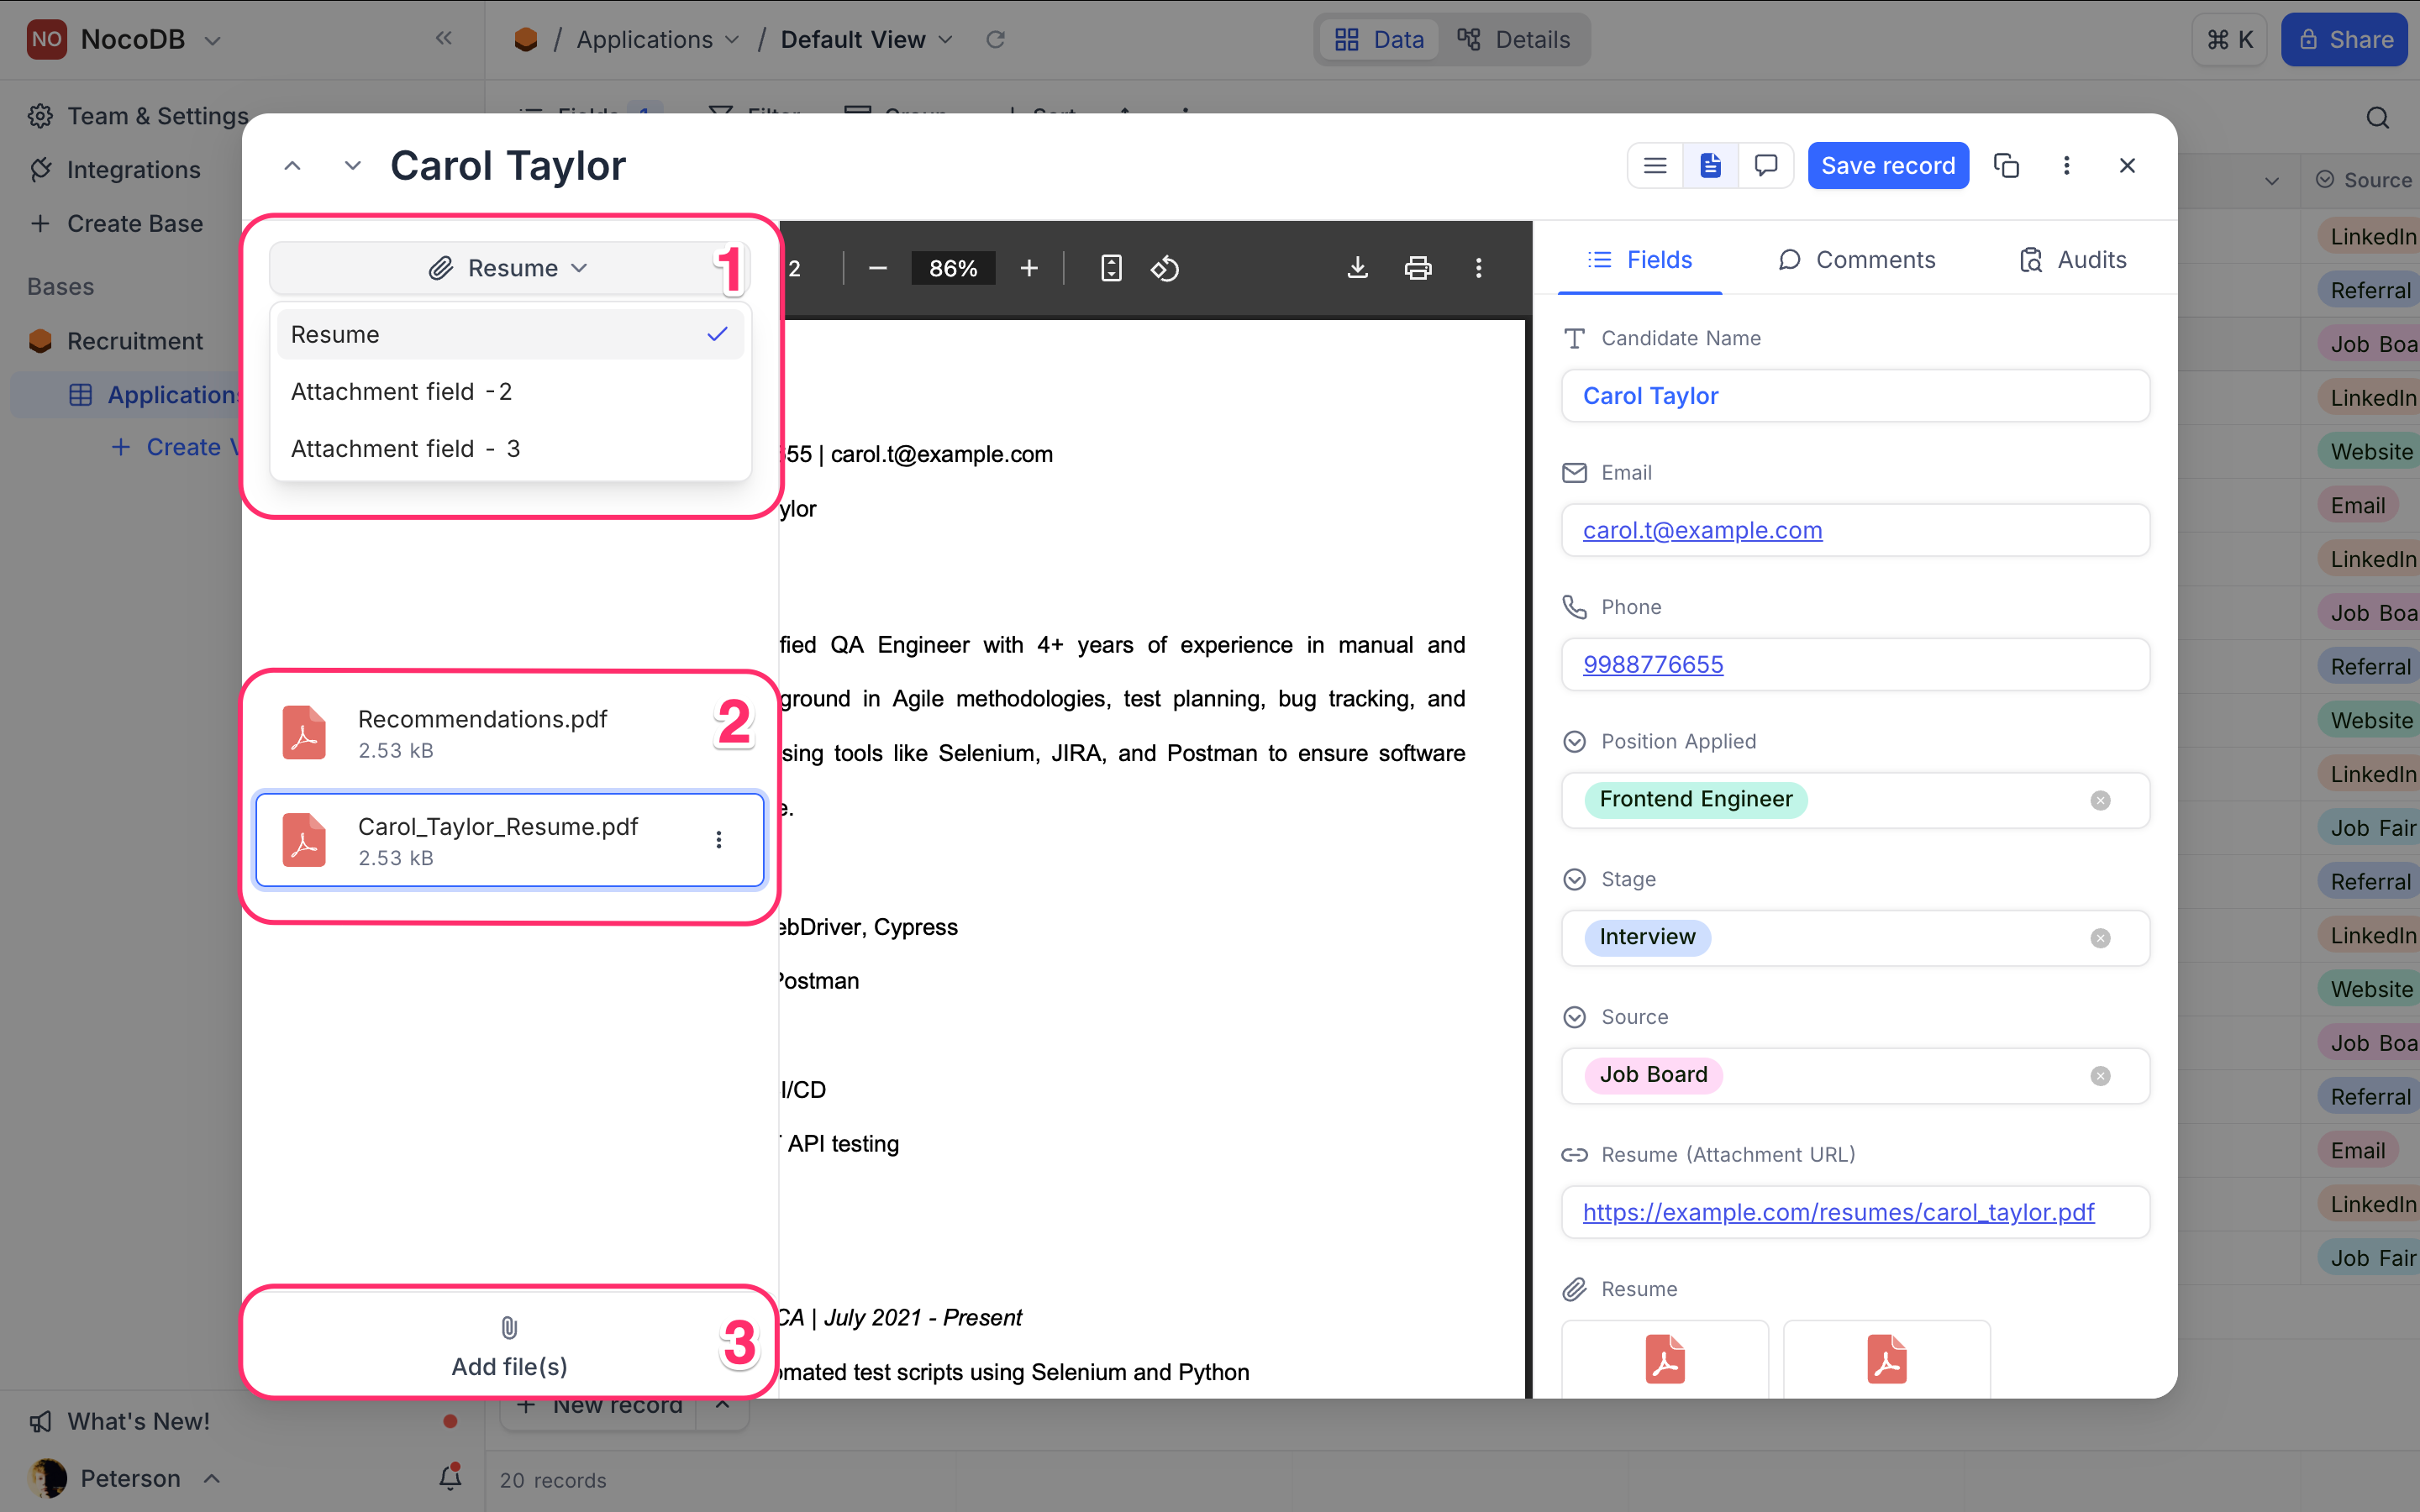 NO NocoDB
/ Applications / Default View
Data Details
⌘ K
Share
Team & Settings
Integrations
Create Base
Bases
Recruitment
Applications
Create V
What's New!
Peterson
Fields 1 Filter Group Sort
Carol Taylor
Save record
Resume
1
Resume
Attachment field -2
Attachment field - 3
Recommendations.pdf
2.53 kB
2
Carol_Taylor_Resume.pdf
2.53 kB
Add file(s)
3
2
86%
55 | carol.t@example.com
ylor
fied QA Engineer with 4+ years of experience in manual and
ground in Agile methodologies, test planning, bug tracking, and
sing tools like Selenium, JIRA, and Postman to ensure software
e.
ebDriver, Cypress
Postman
I/CD
API testing
CA | July 2021 - Present
omated test scripts using Selenium and Python
Fields Comments Audits
Candidate Name
Carol Taylor
Email
carol.t@example.com
Phone
9988776655
Position Applied
Frontend Engineer
Stage
Interview
Source
Job Board
Resume (Attachment URL)
https://example.com/resumes/carol_taylor.pdf
Resume
Source
LinkedIn
Referral
Job Boa
LinkedIn
Website
Email
LinkedIn
Job Boa
Referral
Website
LinkedIn
Job Fair
Referral
LinkedIn
Website
Job Boa
Referral
Email
LinkedIn
Job Fair
New record
20 records